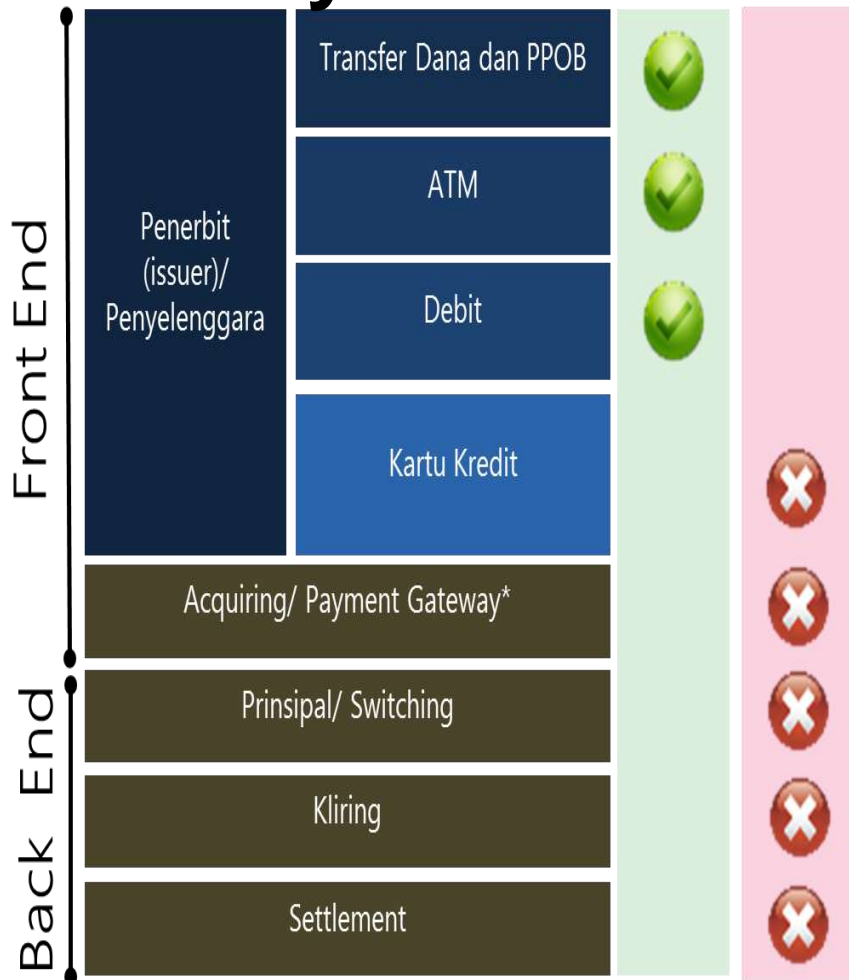 Front End
Penerbit
(issuer)/
Penyelenggara
Transfer Dana dan PPOB
ATM
Debit
Kartu Kredit
Acquiring/ Payment Gateway*
Back End
Prinsipal/ Switching
Kliring
Settlement